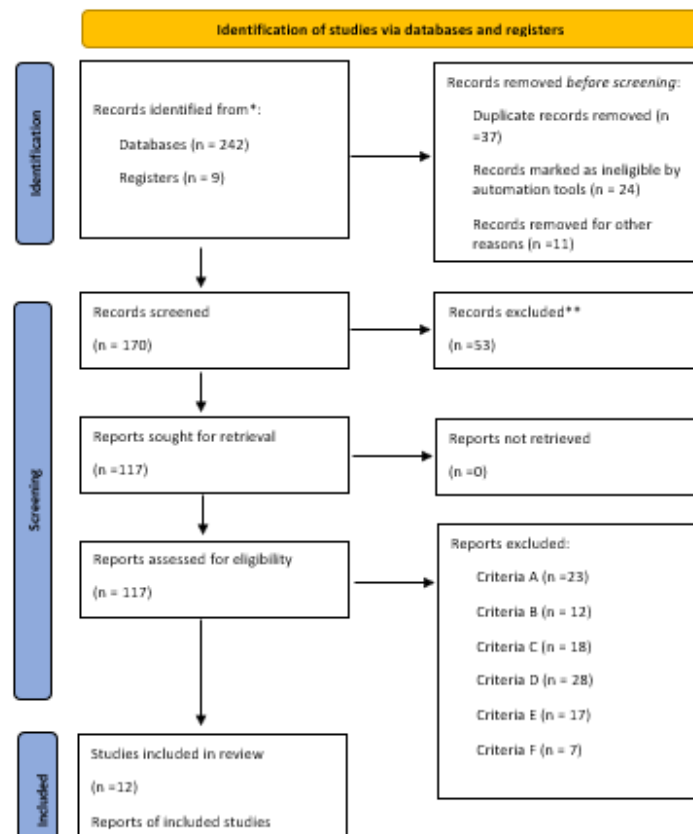 Identification of studies via databases and registers
Identification
Records identified from*:
Databases (n = 242)
Registers (n = 9)
Records removed before screening:
Duplicate records removed (n
=37)
Records marked as ineligible by
automation tools (n = 24)
Records removed for other
reasons (n =11)
Screening
Records screened
(n = 170)
Records excluded**
(n =53)
Reports sought for retrieval
(n =117)
Reports not retrieved
(n =0)
Reports assessed for eligibility
(n = 117)
Reports excluded:
Criteria A (n =23)
Criteria B (n = 12)
Criteria C (n = 18)
Criteria D (n = 28)
Criteria E (n = 17)
Criteria F (n = 7)
Included
Studies included in review
(n =12)
Reports of included studies